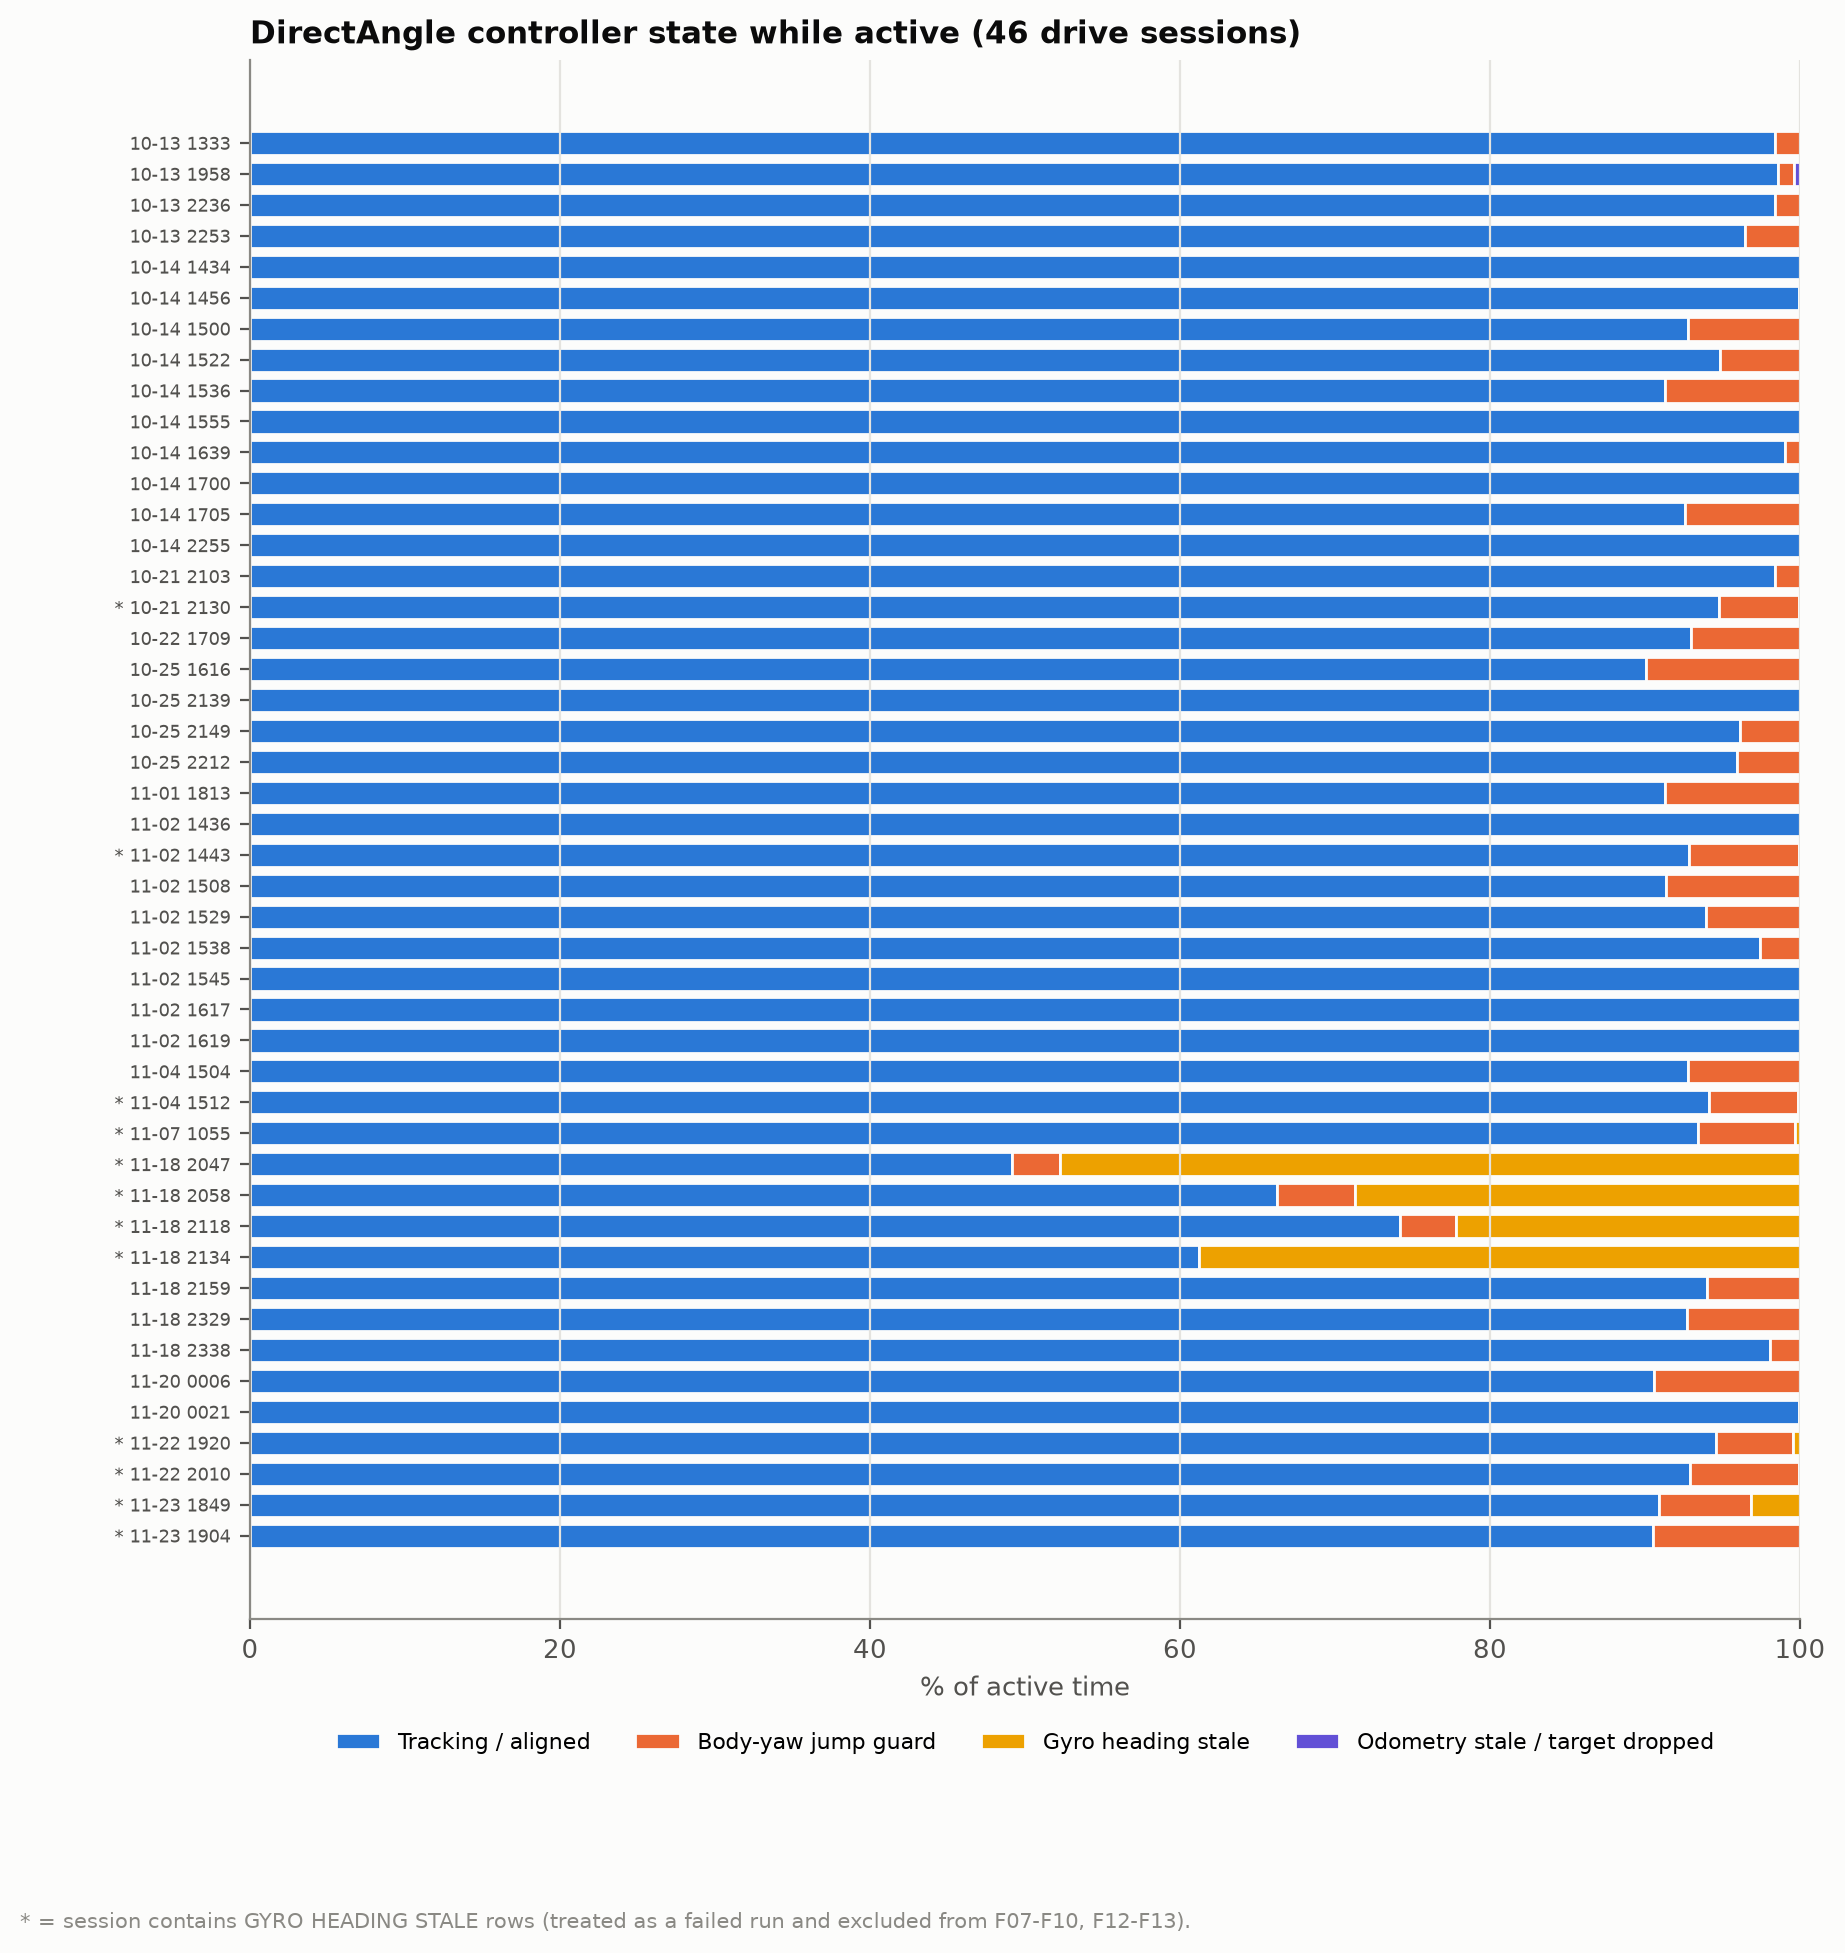 DirectAngle controller state while active (46 drive sessions)
10-13 1333
10-13 1958
10-13 2236
10-13 2253
10-14 1434
10-14 1456
10-14 1500
10-14 1522
10-14 1536
10-14 1555
10-14 1639
10-14 1700
10-14 1705
10-14 2255
10-21 2103
* 10-21 2130
10-22 1709
10-25 1616
10-25 2139
10-25 2149
10-25 2212
11-01 1813
11-02 1436
* 11-02 1443
11-02 1508
11-02 1529
11-02 1538
11-02 1545
11-02 1617
11-02 1619
11-04 1504
* 11-04 1512
* 11-07 1055
* 11-18 2047
* 11-18 2058
* 11-18 2118
* 11-18 2134
11-18 2159
11-18 2329
11-18 2338
11-20 0006
11-20 0021
* 11-22 1920
* 11-22 2010
* 11-23 1849
* 11-23 1904
0 20 40 60 80 100
% of active time
Tracking / aligned Body-yaw jump guard Gyro heading stale Odometry stale / target dropped
* = session contains GYRO HEADING STALE rows (treated as a failed run and excluded from F07-F10, F12-F13).